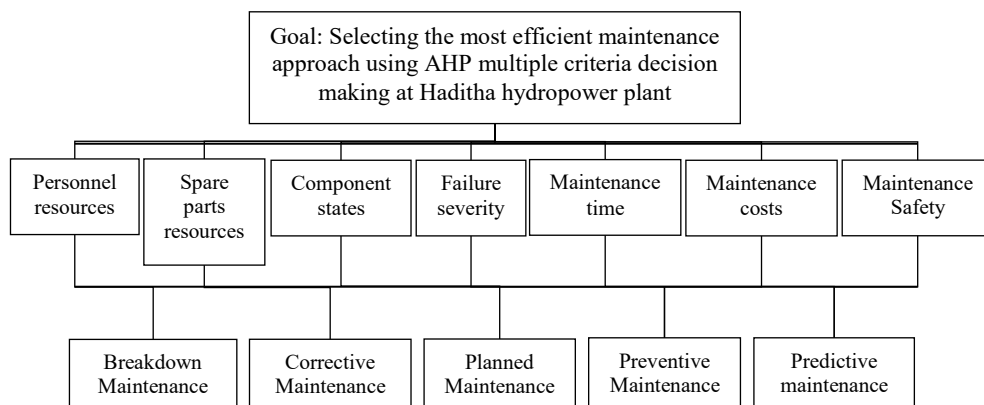 Goal: Selecting the most efficient maintenance
approach using AHP multiple criteria decision
making at Haditha hydropower plant
Personnel
resources
Spare
parts
resources
Component
states
Failure
severity
Maintenance
time
Maintenance
costs
Maintenance
Safety
Breakdown
Maintenance
Corrective
Maintenance
Planned
Maintenance
Preventive
Maintenance
Predictive
maintenance